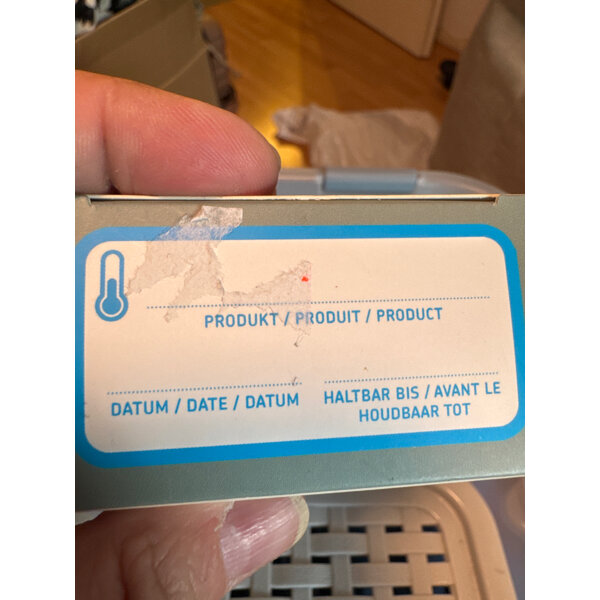 PRODUKT / PRODUIT / PRODUCT
DATUM / DATE / DATUM
HALTBAR BIS / AVANT LE
HOUDBAAR TOT